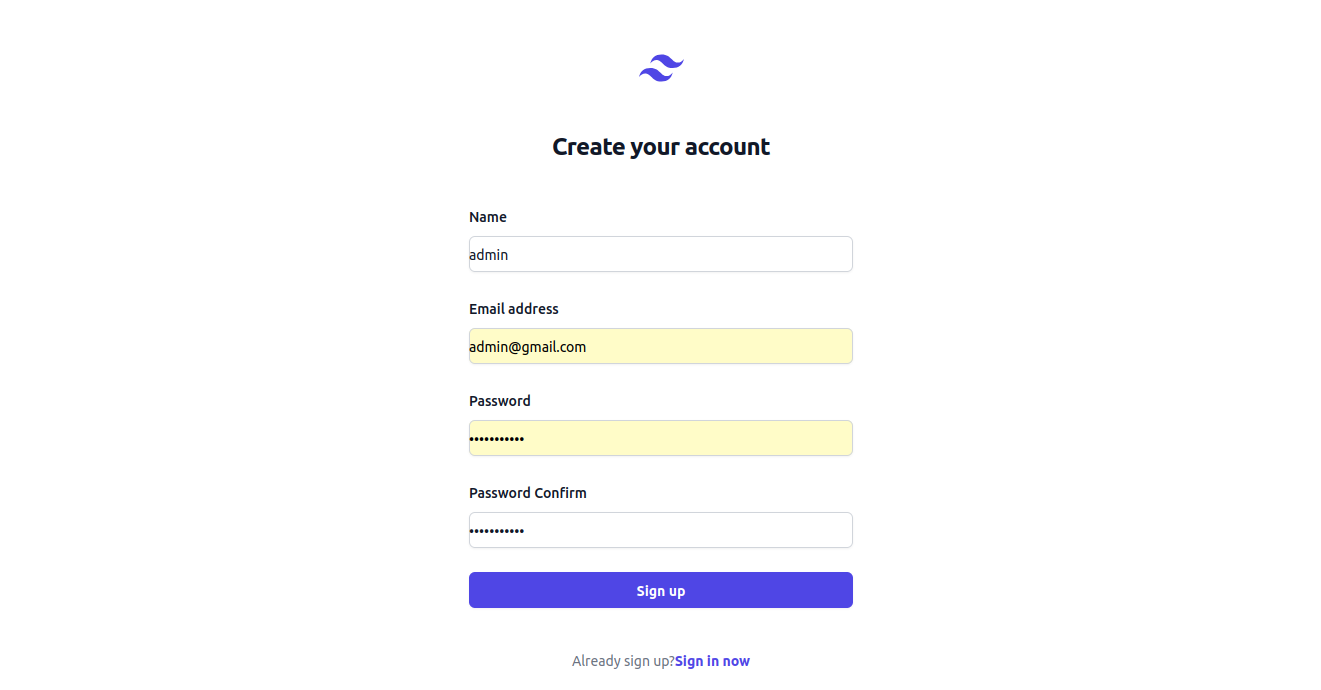 Create your account
Name
admin
Email address
admin@gmail.com
Password
•••••••••••
Password Confirm
•••••••••••
Sign up
Already sign up?Sign in now